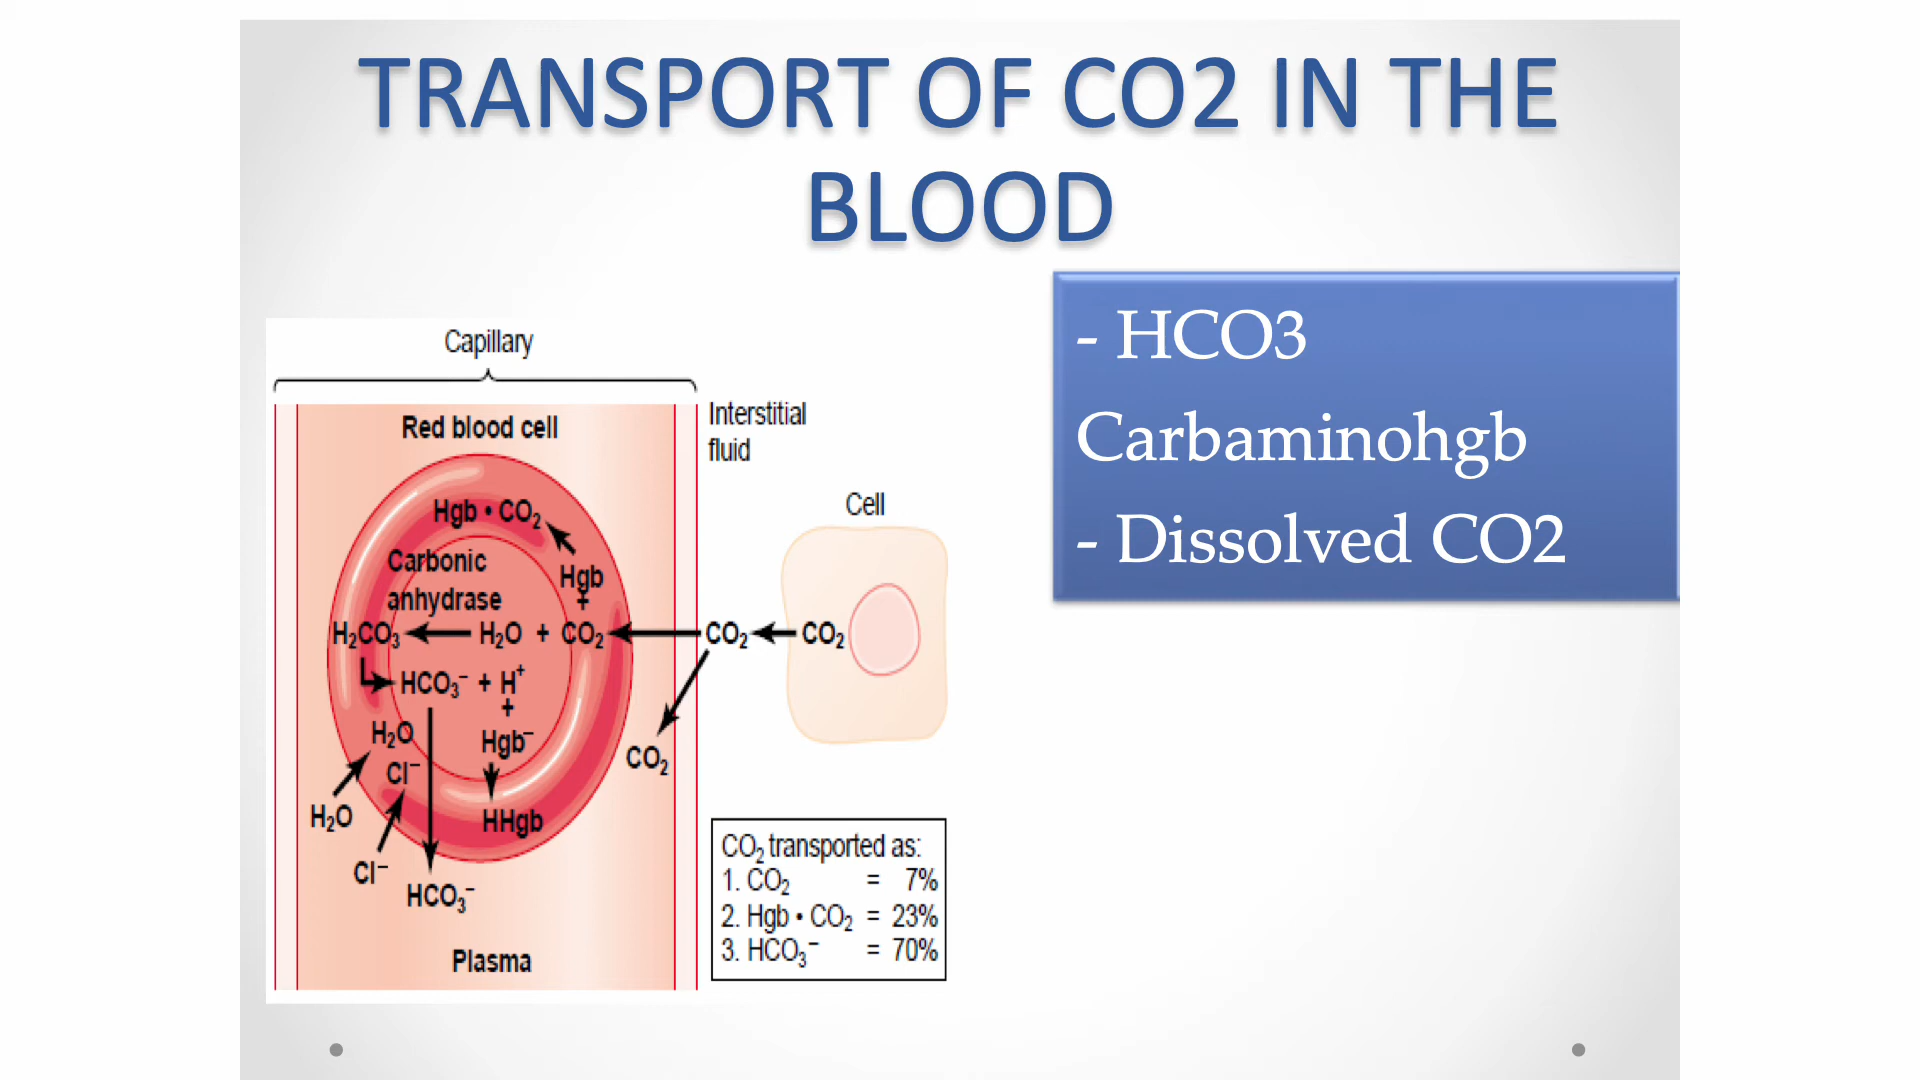 TRANSPORT OF CO2 IN THE
BLOOD
- HCO3
Carbaminohgb
- Dissolved CO2
Capillary
Red blood cell
Interstitial
fluid
Cell
Hgb • CO₂
Carbonic
anhydrase
Hgb
+
H₂CO₃ H₂O + CO₂ CO₂ CO₂
HCO₃⁻ + H⁺
+
H₂O Hgb⁻
Cl⁻ CO₂
H₂O HHgb
Cl⁻
HCO₃⁻
Plasma
CO₂ transported as:
1. CO₂ = 7%
2. Hgb • CO₂ = 23%
3. HCO₃⁻ = 70%